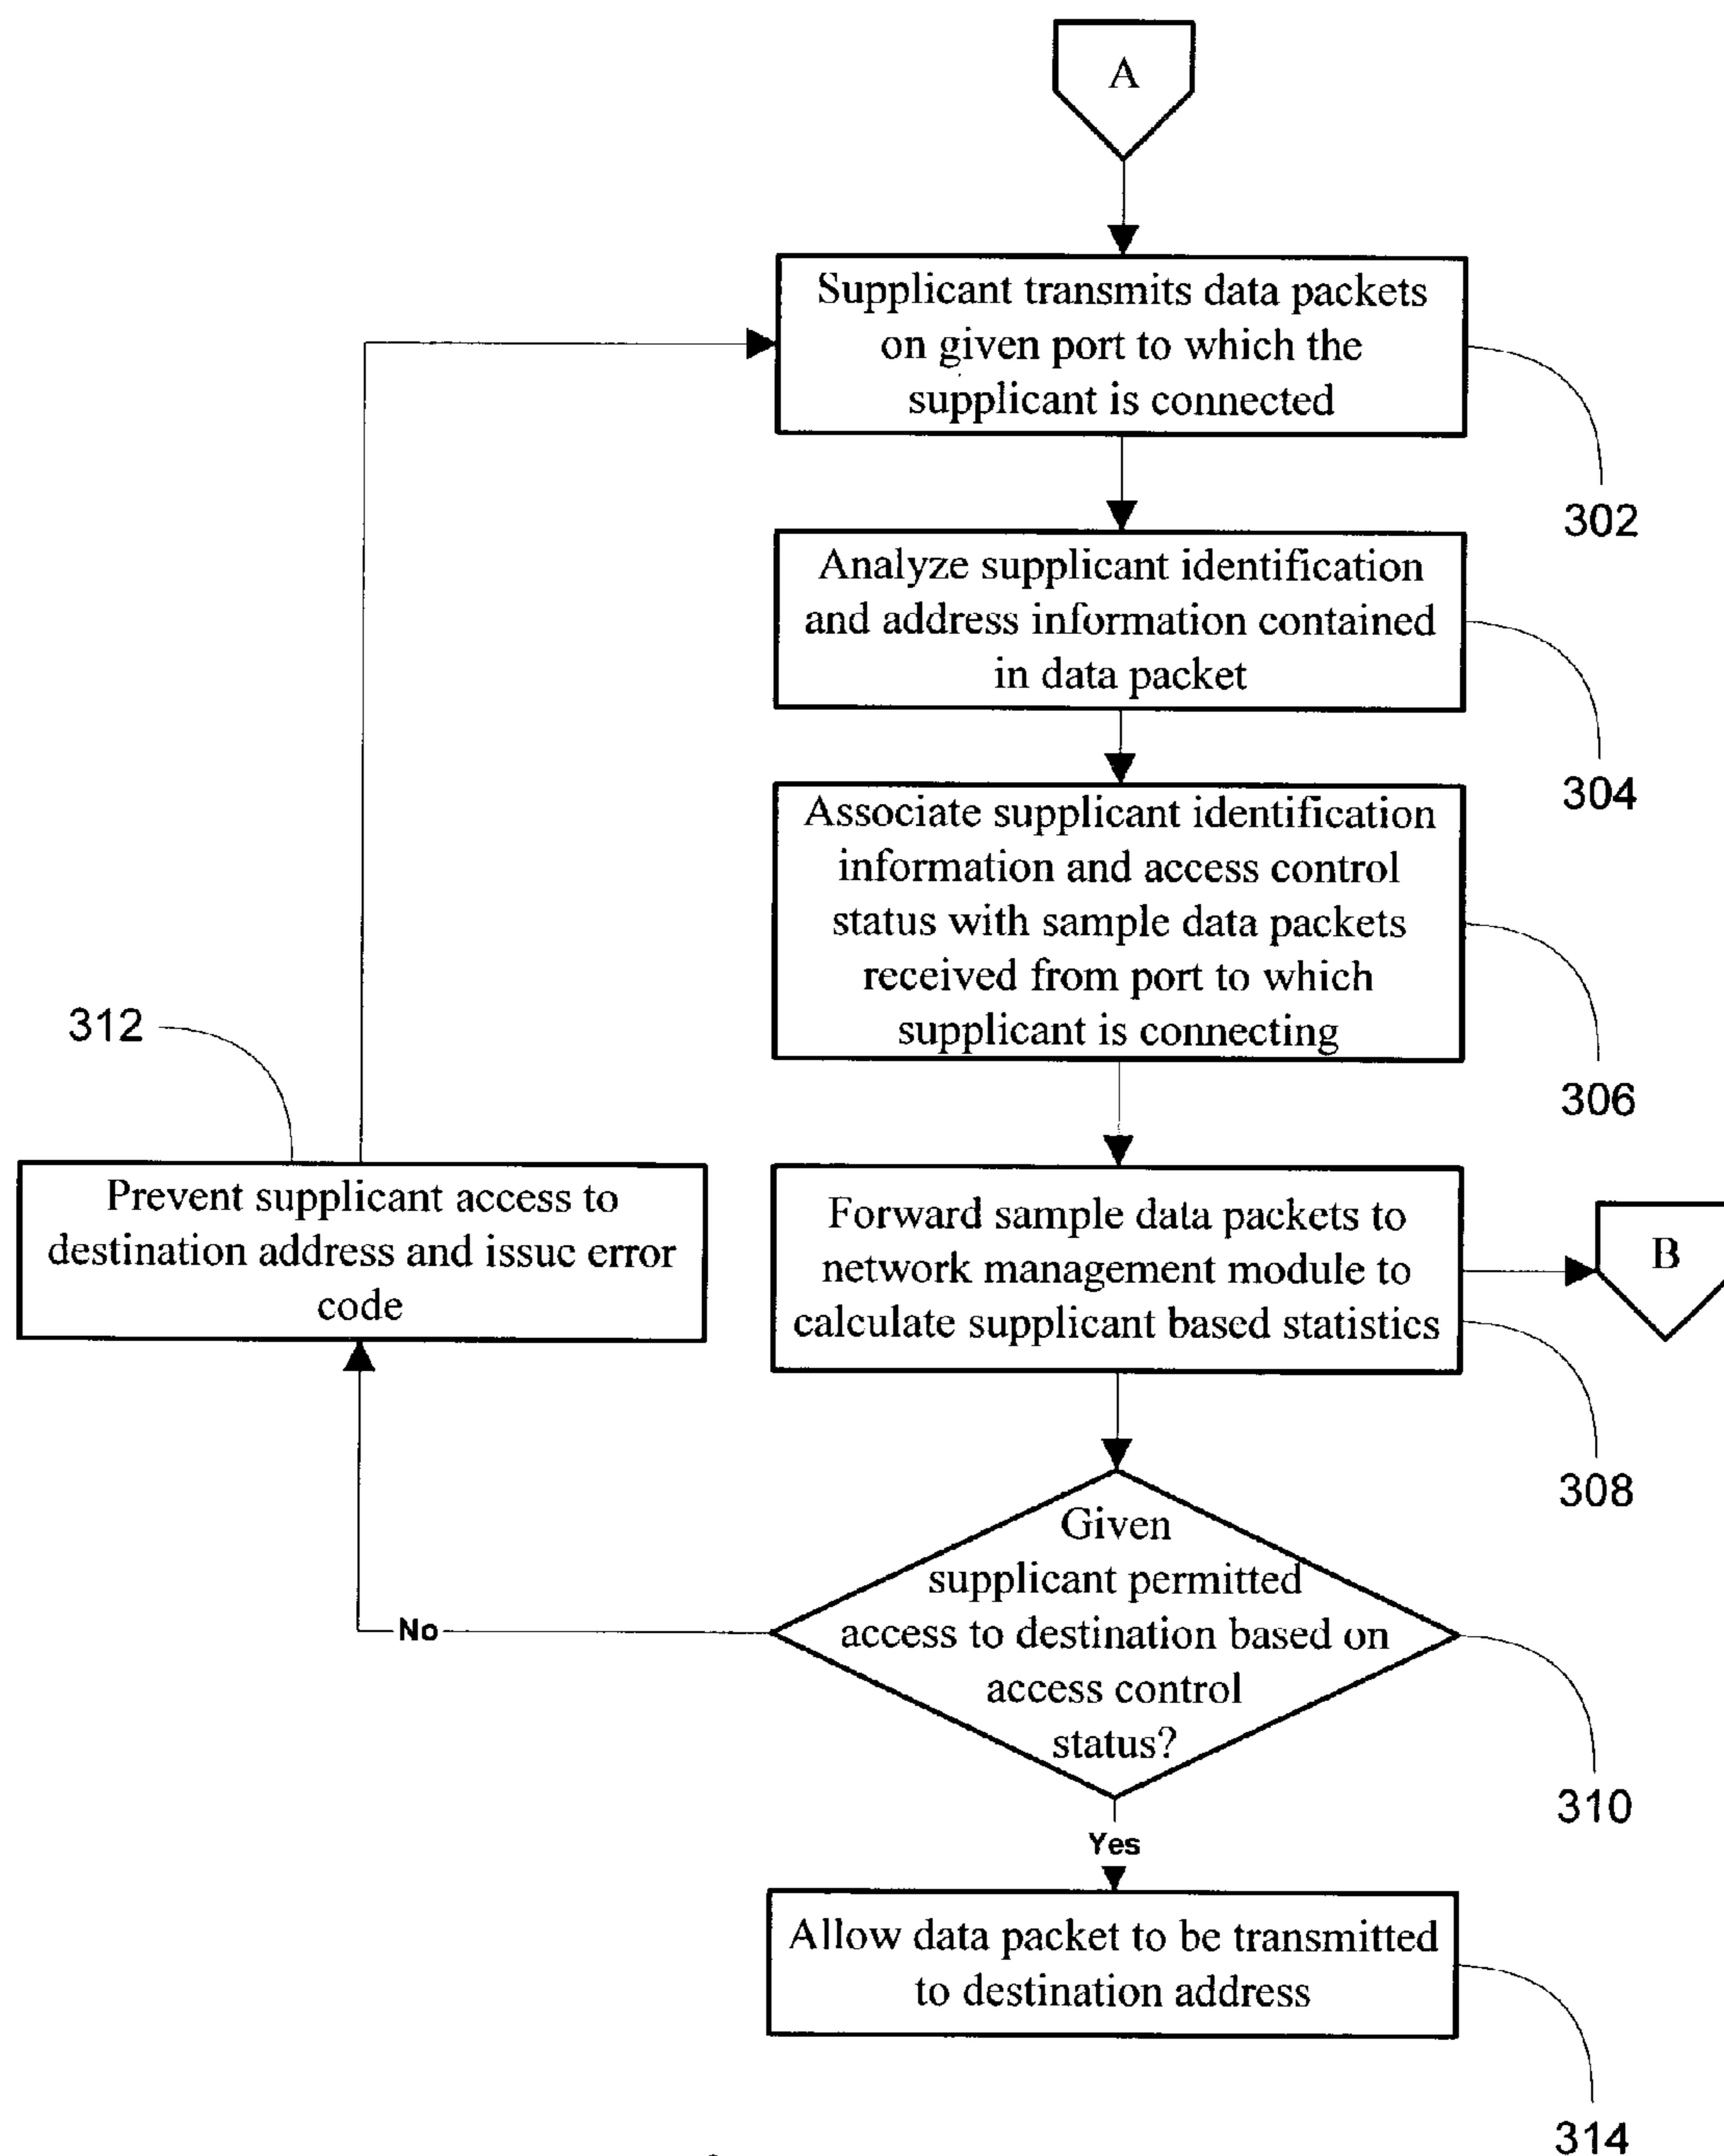 A
Supplicant transmits data packets
on given port to which the
supplicant is connected
302
Analyze supplicant identification
and address information contained
in data packet
304
Associate supplicant identification
information and access control
status with sample data packets
received from port to which
supplicant is connecting
306
312
Prevent supplicant access to
destination address and issue error
code
Forward sample data packets to
network management module to
calculate supplicant based statistics
B
308
Given
supplicant permitted
access to destination based on
access control
status?
No
310
Yes
Allow data packet to be transmitted
to destination address
314